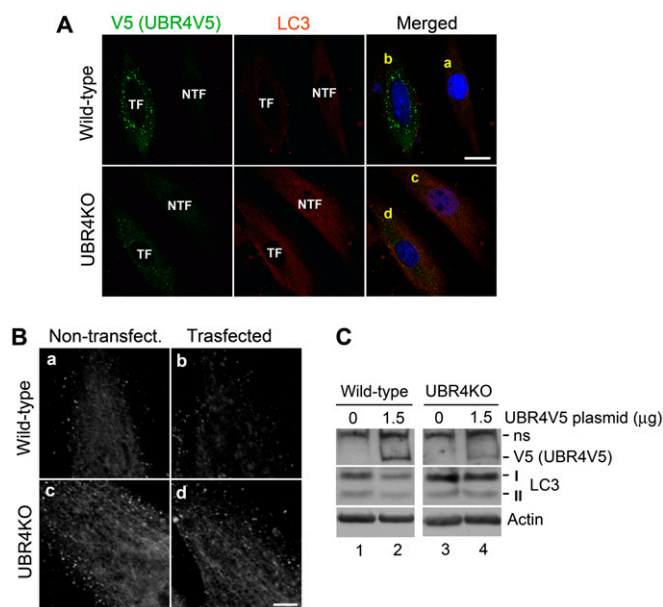 A
V5 (UBR4V5) LC3 Merged
Wild-type
TF NTF
TF NTF
b a
UBR4KO
NTF TF
NTF TF
c d
B
Non-transfect. Trasfected
Wild-type
a b
UBR4KO
c d
C
Wild-type UBR4KO
0 1.5 0 1.5 UBR4V5 plasmid (μg)
ns
V5 (UBR4V5)
I
LC3
II
Actin
1 2 3 4